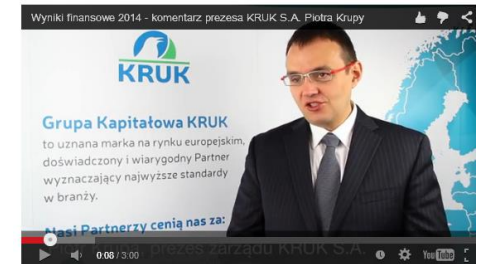 Wyniki finansowe 2014 - komentarz prezesa KRUK S.A. Piotra Krupy
KRUK
Grupa Kapitałowa KRUK
to uznana marka na rynku europejskim,
doświadczony i wiarygodny Partner
wyznaczający najwyższe standardy
w branży.
Nasi Partnerzy cenią nas za:
prezes zarządu KRUK S.A.
0:08 / 3:00
YouTube